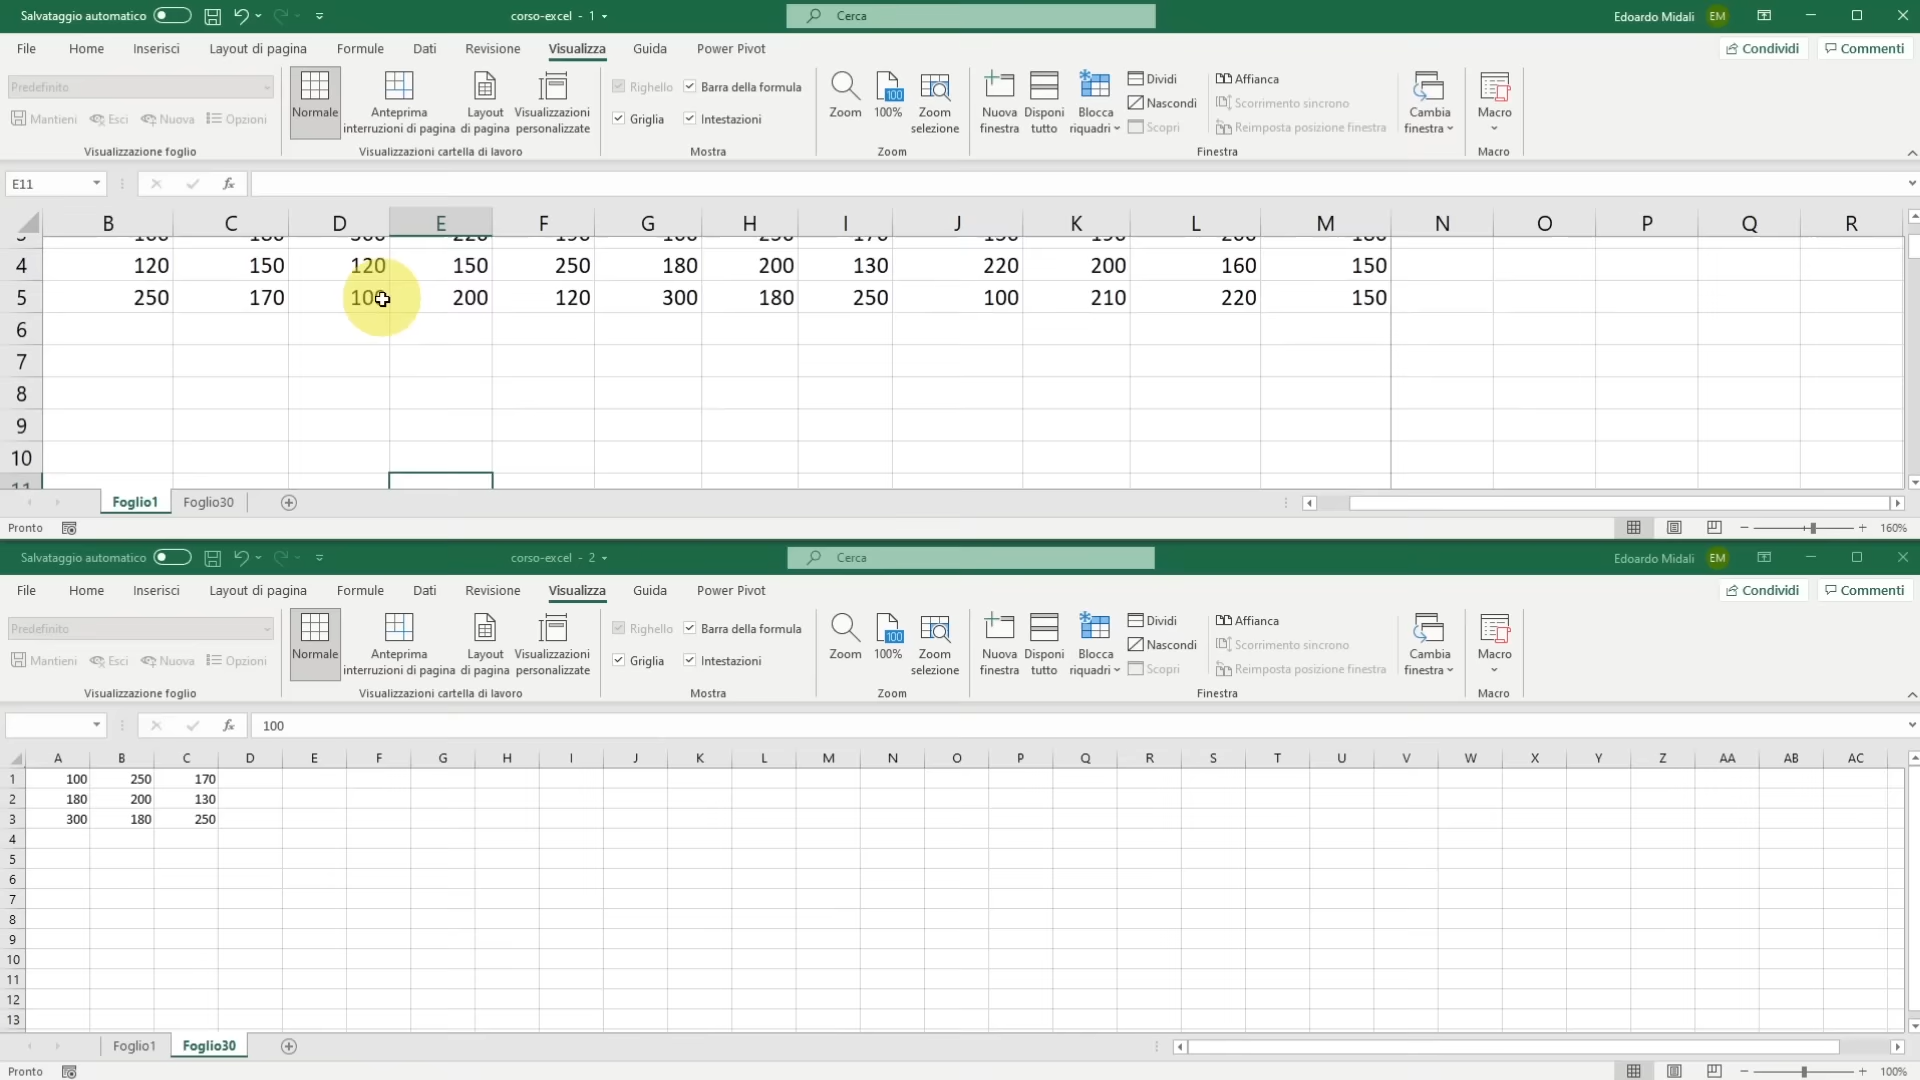 Salvataggio automatico corso-excel - 1 Cerca Edoardo Midali EM
File Home Inserisci Layout di pagina Formule Dati Revisione Visualizza Guida Power Pivot Condividi Commenti
Predefinito
Mantieni Esci Nuova Opzioni
Visualizzazione foglio
Normale
Anteprima interruzioni di pagina
Layout di pagina
Visualizzazioni personalizzate
Visualizzazioni cartella di lavoro
Righello Barra della formula
Griglia Intestazioni
Mostra
Zoom 100% Zoom selezione
100
Zoom
Nuova finestra
Disponi tutto
Blocca riquadri
Dividi
Nascondi
Scopri
Affianca
Scorrimento sincrono
Reimposta posizione finestra
Cambia finestra
Finestra
Macro
Macro
E11 fx
B C D E F G H I J K L M N O P Q R
4 120 150 120 150 250 180 200 130 220 200 160 150
5 250 170 100 200 120 300 180 250 100 210 220 150
6
7
8
9
10
11
Foglio1 Foglio30
Pronto 160%
Salvataggio automatico corso-excel - 2 Cerca Edoardo Midali EM
File Home Inserisci Layout di pagina Formule Dati Revisione Visualizza Guida Power Pivot Condividi Commenti
Predefinito
Mantieni Esci Nuova Opzioni
Visualizzazione foglio
Normale
Anteprima interruzioni di pagina
Layout di pagina
Visualizzazioni personalizzate
Visualizzazioni cartella di lavoro
Righello Barra della formula
Griglia Intestazioni
Mostra
Zoom 100% Zoom selezione
100
Zoom
Nuova finestra
Disponi tutto
Blocca riquadri
Dividi
Nascondi
Scopri
Affianca
Scorrimento sincrono
Reimposta posizione finestra
Cambia finestra
Finestra
Macro
Macro
fx 100
A B C D E F G H I J K L M N O P Q R S T U V W X Y Z AA AB AC
1 100 250 170
2 180 200 130
3 300 180 250
4
5
6
7
8
9
10
11
12
13
Foglio1 Foglio30
Pronto 100%